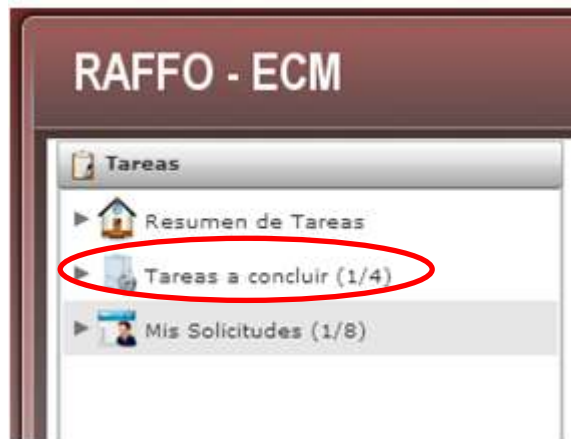 RAFFO - ECM
Tareas
Resumen de Tareas
Tareas a concluir (1/4)
Mis Solicitudes (1/8)